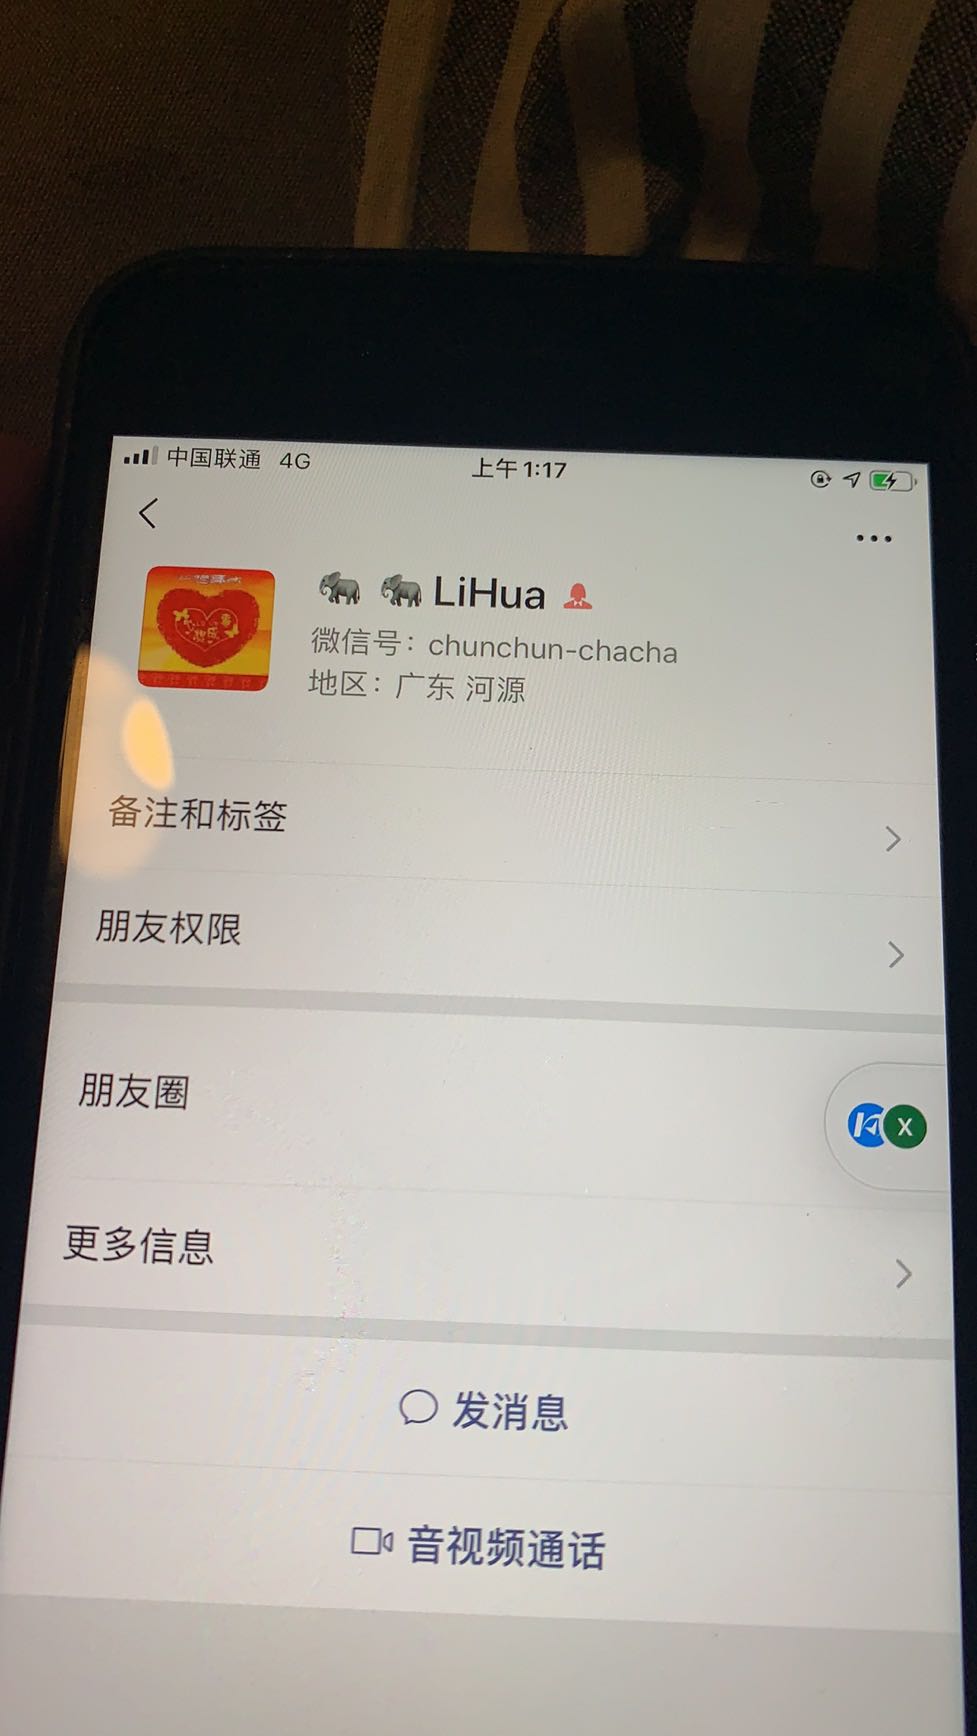 中国联通 4G 上午1:17
LiHua
微信号：chunchun-chacha
地区：广东 河源
备注和标签
朋友权限
朋友圈
X
更多信息
发消息
音视频通话